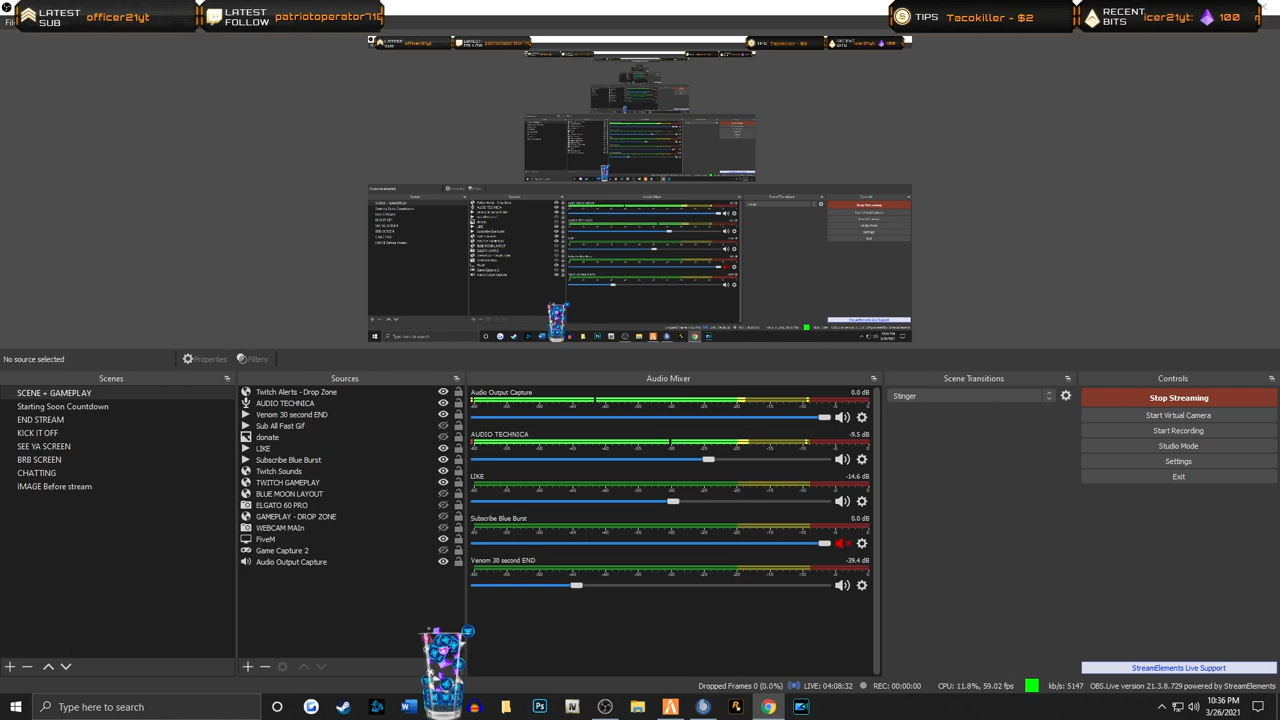 LATEST SUB officer21yt
LATEST FOLLOW patriotoperator716
TIPS Tacokiller - $2
RECENT BITS icer21yt: 100
No source selected
Properties
Filters
Scenes
SCENE + GAMEPLAY
Starting Soon Countdown
END STREAM
KICK IT OFF
SEE YA SCREEN
BRB SCREEN
CHATTING
IMAGE Before stream
Sources
Twitch Alerts - Drop Zone
AUDIO TECHNICA
Venom 30 second END
Sub All Fast Gif
donate
LIKE
Subscribe Blue Burst
Twitch Sounds
TWITCH GAMEPLAY
BLUE MOON LAYOUT
ELGATO 60 PRO
GAMEPLAY - DROP ZONE
WEBCAM MAIn
FiveM
Game Capture 2
Audio Output Capture
Audio Mixer
Audio Output Capture 0.0 dB
AUDIO TECHNICA -9.5 dB
LIKE -14.6 dB
Subscribe Blue Burst 0.0 dB
Venom 30 second END -39.4 dB
Scene Transitions
Stinger
Controls
Stop Streaming
Start Virtual Camera
Start Recording
Studio Mode
Settings
Exit
StreamElements Live Support
Dropped Frames 0 (0.0%) LIVE: 04:08:32 REC: 00:00:00 CPU: 11.8%, 59.02 fps kb/s: 5147 OBS.Live version 21.3.8.729 powered by StreamElements
Type here to search
10:36 PM
3/26/2021